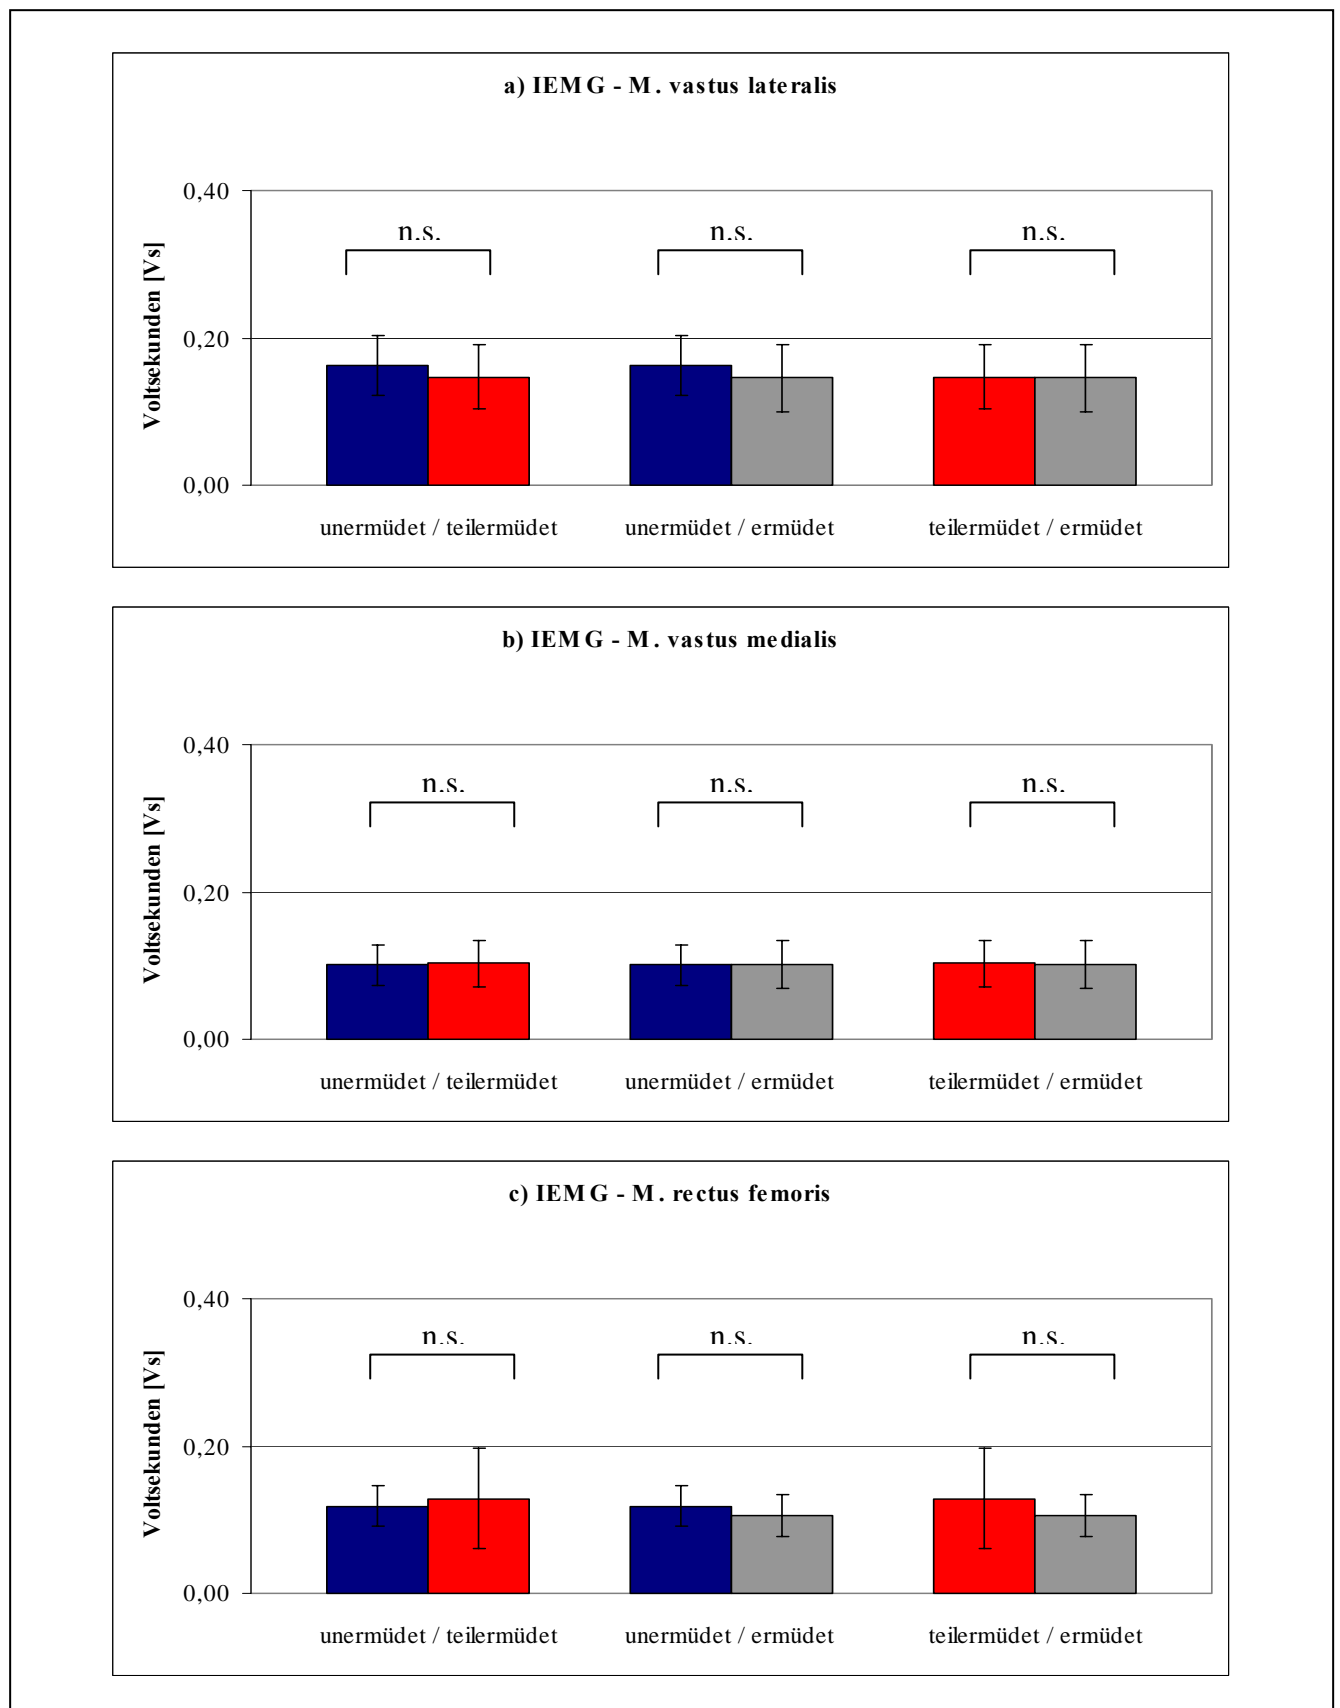 a) IEMG - M. vastus lateralis
Voltsekunden [Vs]
0,40
0,20
0,00
n.s. n.s. n.s.
unermüdet / teilermüdet unermüdet / ermüdet teilermüdet / ermüdet
b) IEMG - M. vastus medialis
Voltsekunden [Vs]
0,40
0,20
0,00
n.s. n.s. n.s.
unermüdet / teilermüdet unermüdet / ermüdet teilermüdet / ermüdet
c) IEMG - M. rectus femoris
Voltsekunden [Vs]
0,40
0,20
0,00
n.s. n.s. n.s.
unermüdet / teilermüdet unermüdet / ermüdet teilermüdet / ermüdet